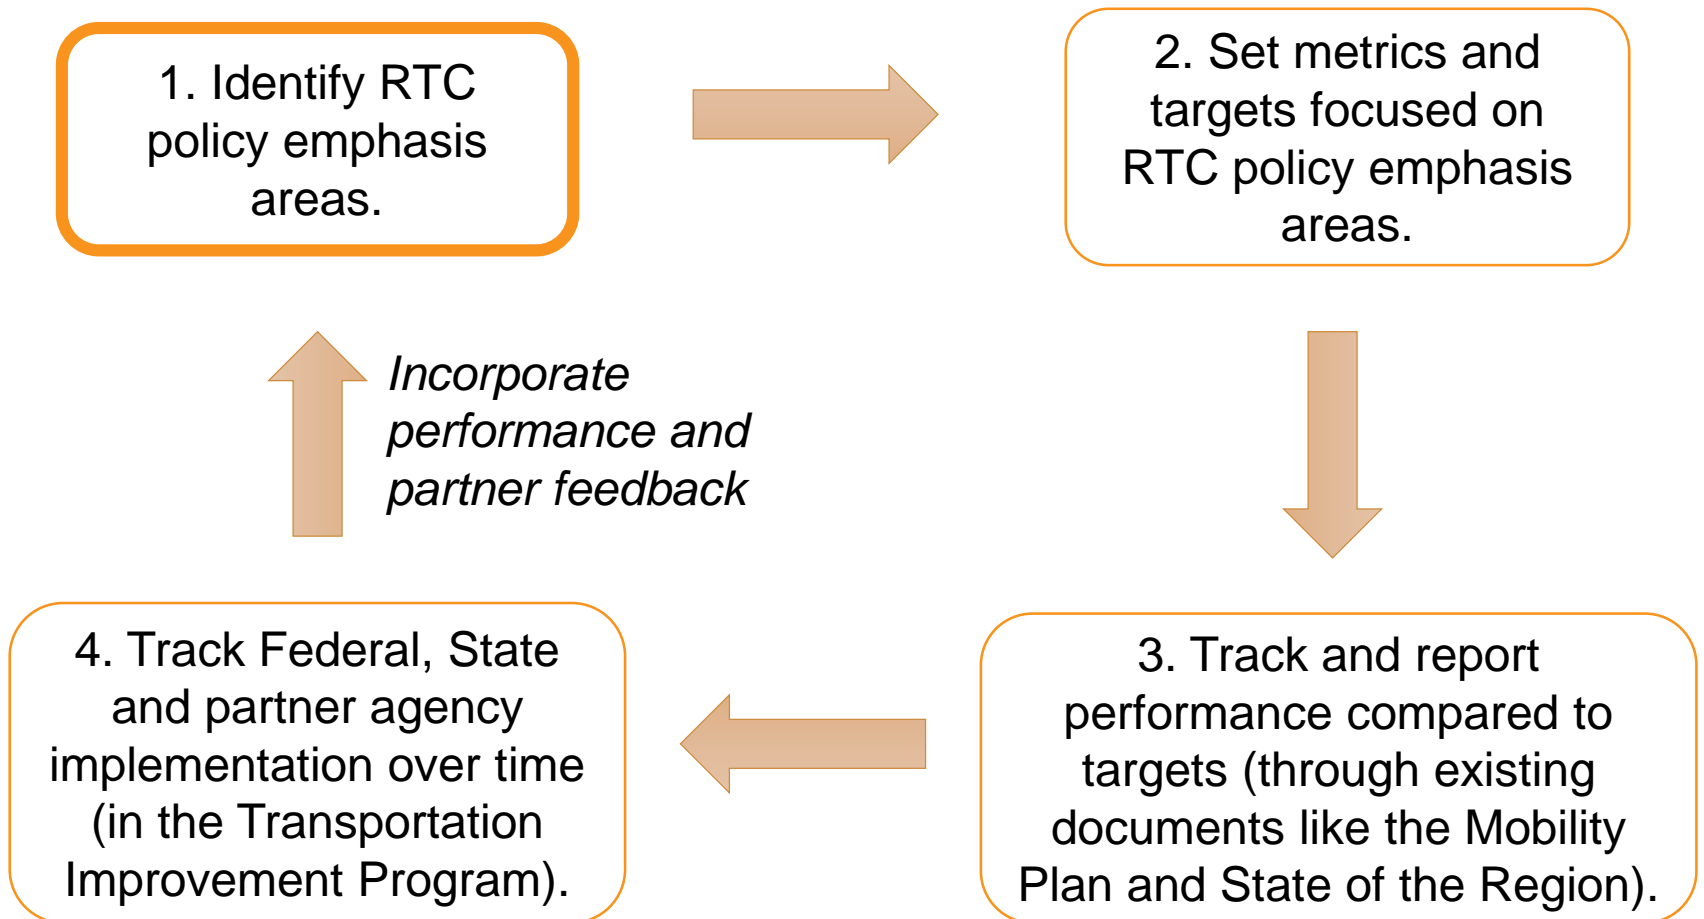 1. Identify RTC
policy emphasis
areas.
2. Set metrics and
targets focused on
RTC policy emphasis
areas.
Incorporate
performance and
partner feedback
4. Track Federal, State
and partner agency
implementation over time
(in the Transportation
Improvement Program).
3. Track and report
performance compared to
targets (through existing
documents like the Mobility
Plan and State of the Region).